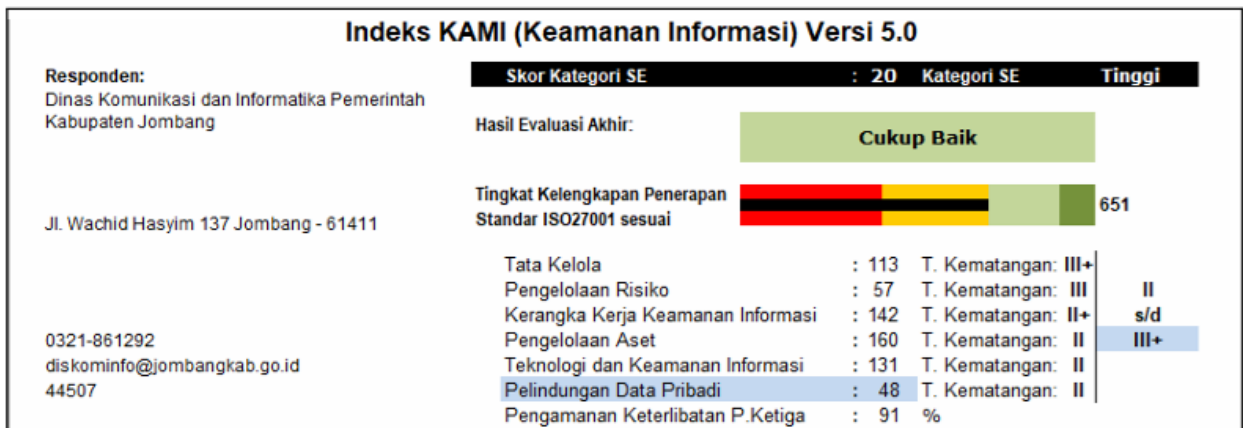 Indeks KAMI (Keamanan Informasi) Versi 5.0
Responden:
Dinas Komunikasi dan Informatika Pemerintah
Kabupaten Jombang
Jl. Wachid Hasyim 137 Jombang - 61411
0321-861292
diskominfo@jombangkab.go.id
44507
Skor Kategori SE : 20 Kategori SE Tinggi
Hasil Evaluasi Akhir: Cukup Baik
Tingkat Kelengkapan Penerapan
Standar ISO27001 sesuai 651
Tata Kelola : 113 T. Kematangan: III+
Pengelolaan Risiko : 57 T. Kematangan: III II
Kerangka Kerja Keamanan Informasi : 142 T. Kematangan: II+ s/d
Pengelolaan Aset : 160 T. Kematangan: II III+
Teknologi dan Keamanan Informasi : 131 T. Kematangan: II
Pelindungan Data Pribadi : 48 T. Kematangan: II
Pengamanan Keterlibatan P.Ketiga : 91 %